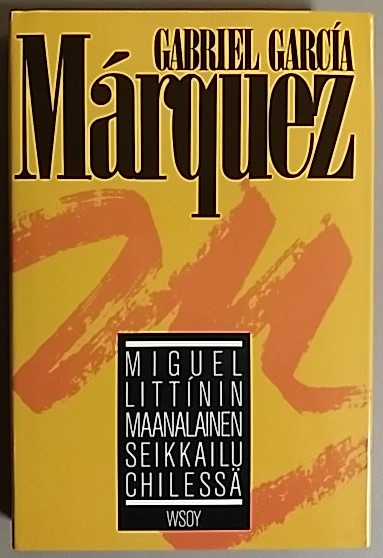 GABRIEL GARCÍA
Márquez
MIGUEL
LITTÍNIN
MAANALAINEN
SEIKKAILU
CHILESSÄ
WSOY